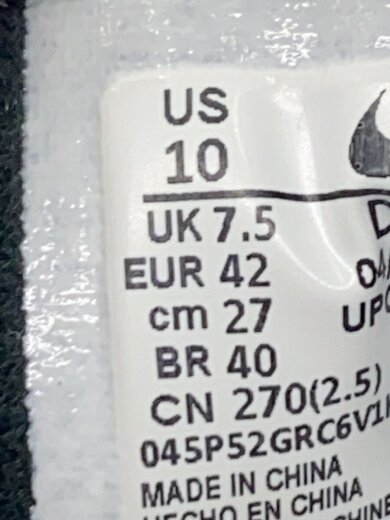 US
10
UK 7.5
EUR 42
cm 27
UPC
BR 40
CN 270(2.5)
045P52GRC6V1
MADE IN CHINA
HECHO EN CHINA